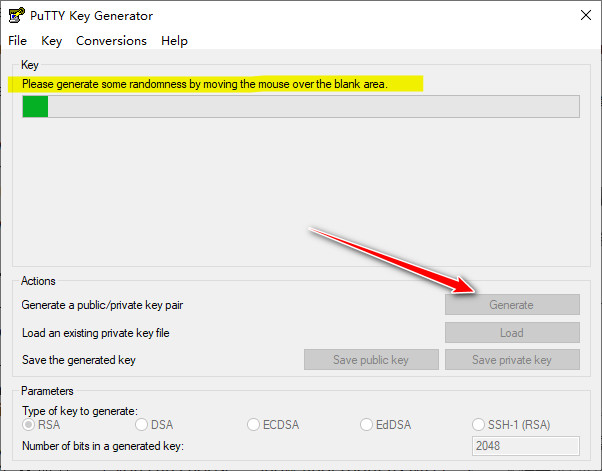 PuTTY Key Generator
File Key Conversions Help
Key
Please generate some randomness by moving the mouse over the blank area.
Actions
Generate a public/private key pair
Generate
Load an existing private key file
Load
Save the generated key
Save public key
Save private key
Parameters
Type of key to generate:
RSA DSA ECDSA EdDSA SSH-1 (RSA)
Number of bits in a generated key:
2048